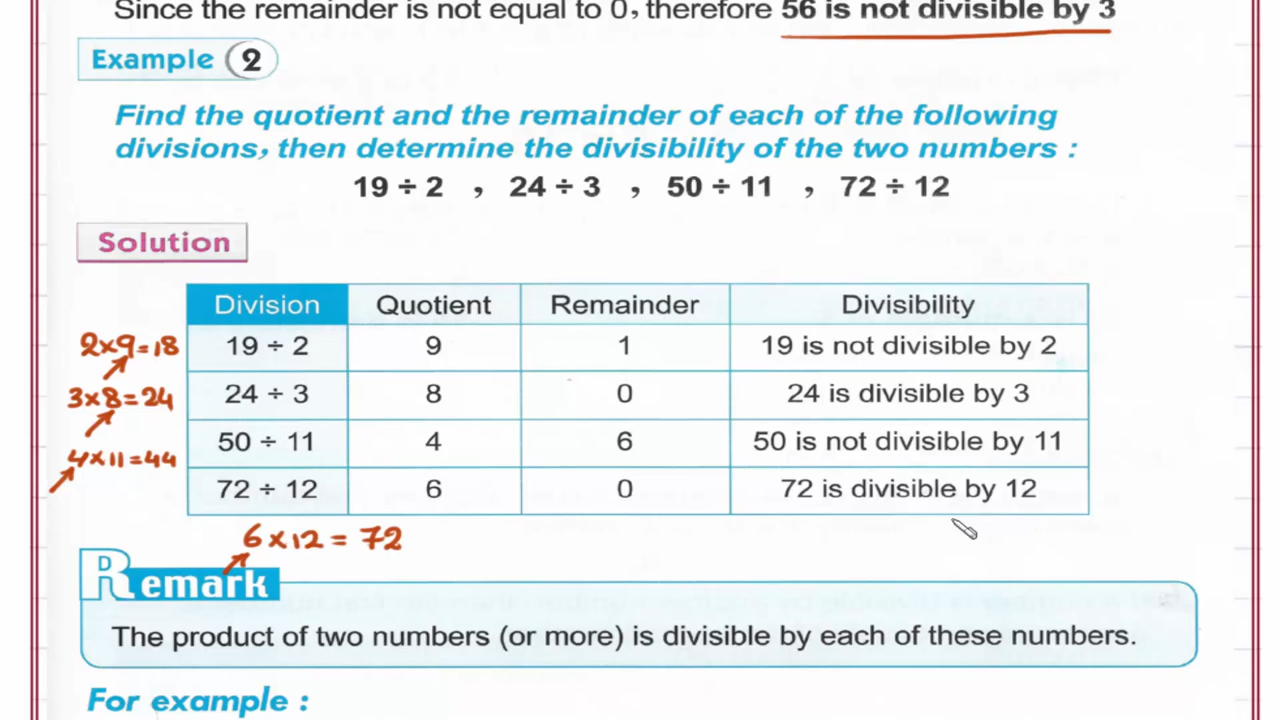 Since the remainder is not equal to 0, therefore 56 is not divisible by 3
Example 2
Find the quotient and the remainder of each of the following
divisions, then determine the divisibility of the two numbers :
19 ÷ 2 , 24 ÷ 3 , 50 ÷ 11 , 72 ÷ 12
Solution
Division Quotient Remainder Divisibility
2×9=18 19 ÷ 2 9 1 19 is not divisible by 2
3×8=24 24 ÷ 3 8 0 24 is divisible by 3
4×11=44 50 ÷ 11 4 6 50 is not divisible by 11
72 ÷ 12 6 0 72 is divisible by 12
6×12=72
Remark
The product of two numbers (or more) is divisible by each of these numbers.
For example :